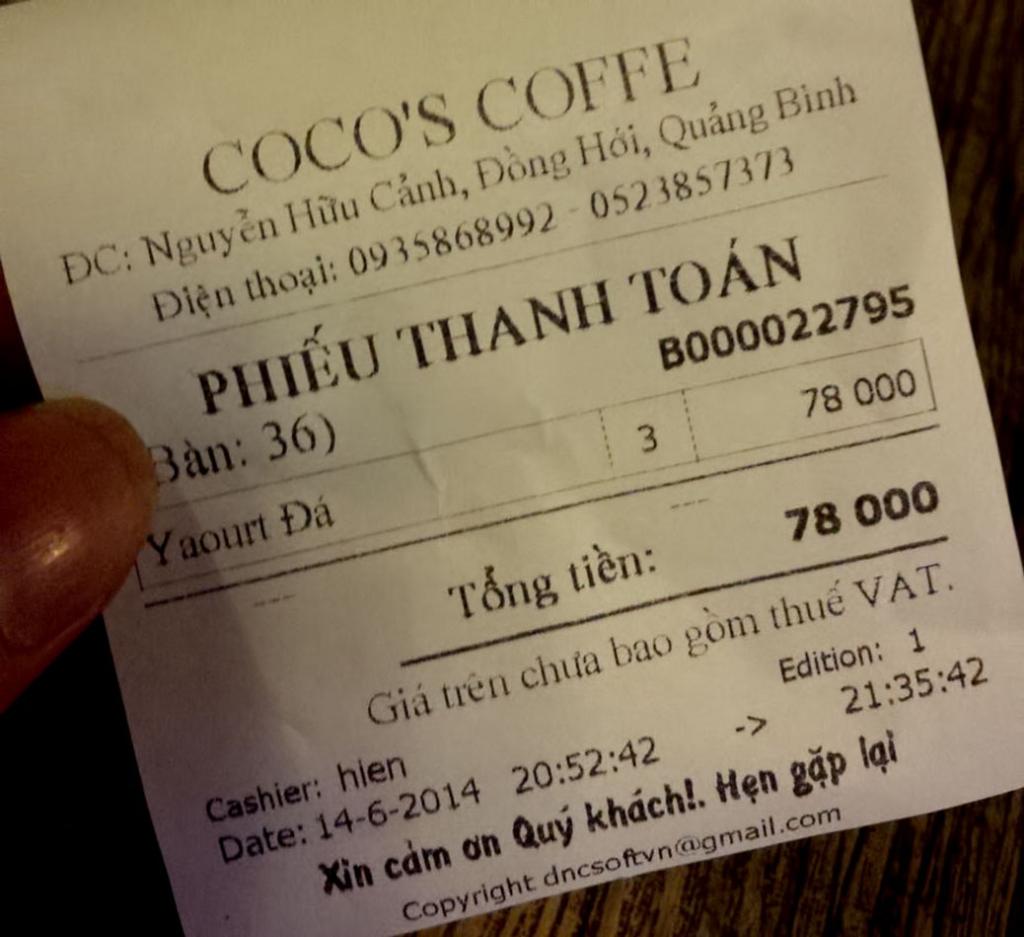 COCO'S COFFE
ĐC: Nguyễn Hữu Cảnh, Đồng Hới, Quảng Bình
Điện thoại: 0935868992 - 0523857373
PHIẾU THANH TOÁN
B000022795
Bàn: 36)
Yaourt Đá 3 78 000
Tổng tiền: 78 000
Giá trên chưa bao gồm thuế VAT.
Edition: 1
Cashier: hien
Date: 14-6-2014 20:52:42 -> 21:35:42
Xin cảm ơn Quý khách!. Hẹn gặp lại
Copyright dncsoftvn@gmail.com